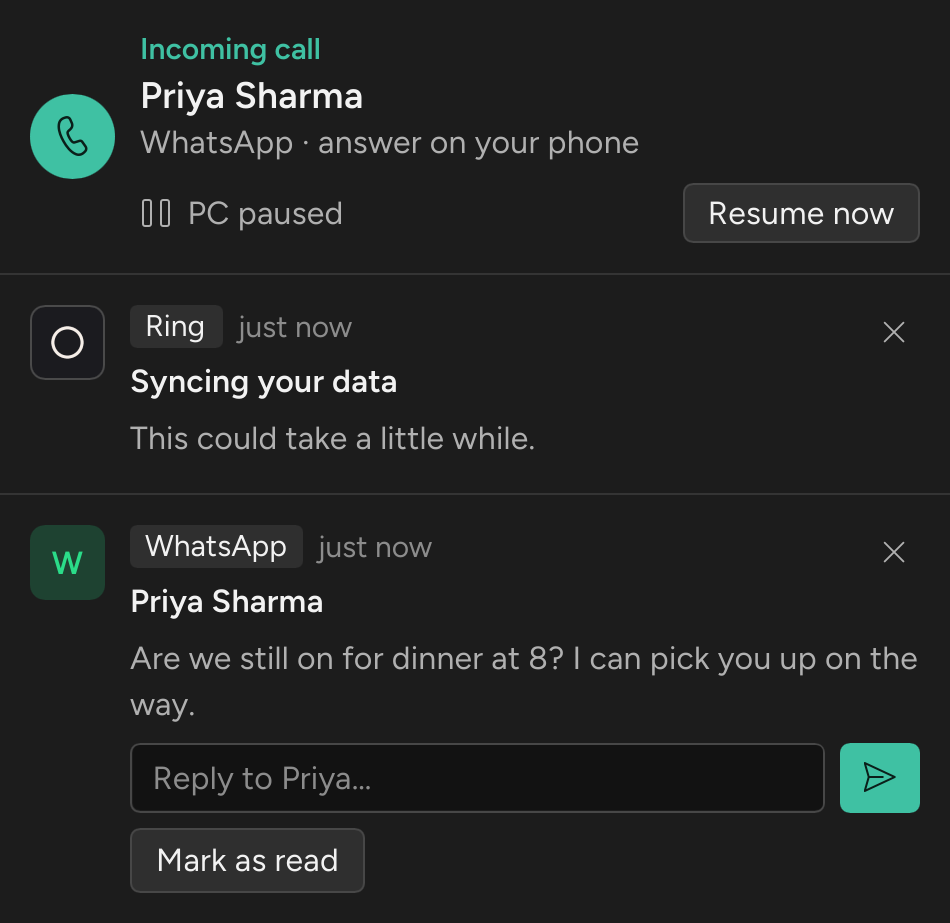 Incoming call
Priya Sharma
WhatsApp · answer on your phone
PC paused
Resume now
Ring just now
Syncing your data
This could take a little while.
W
WhatsApp just now
Priya Sharma
Are we still on for dinner at 8? I can pick you up on the
way.
Reply to Priya...
Mark as read